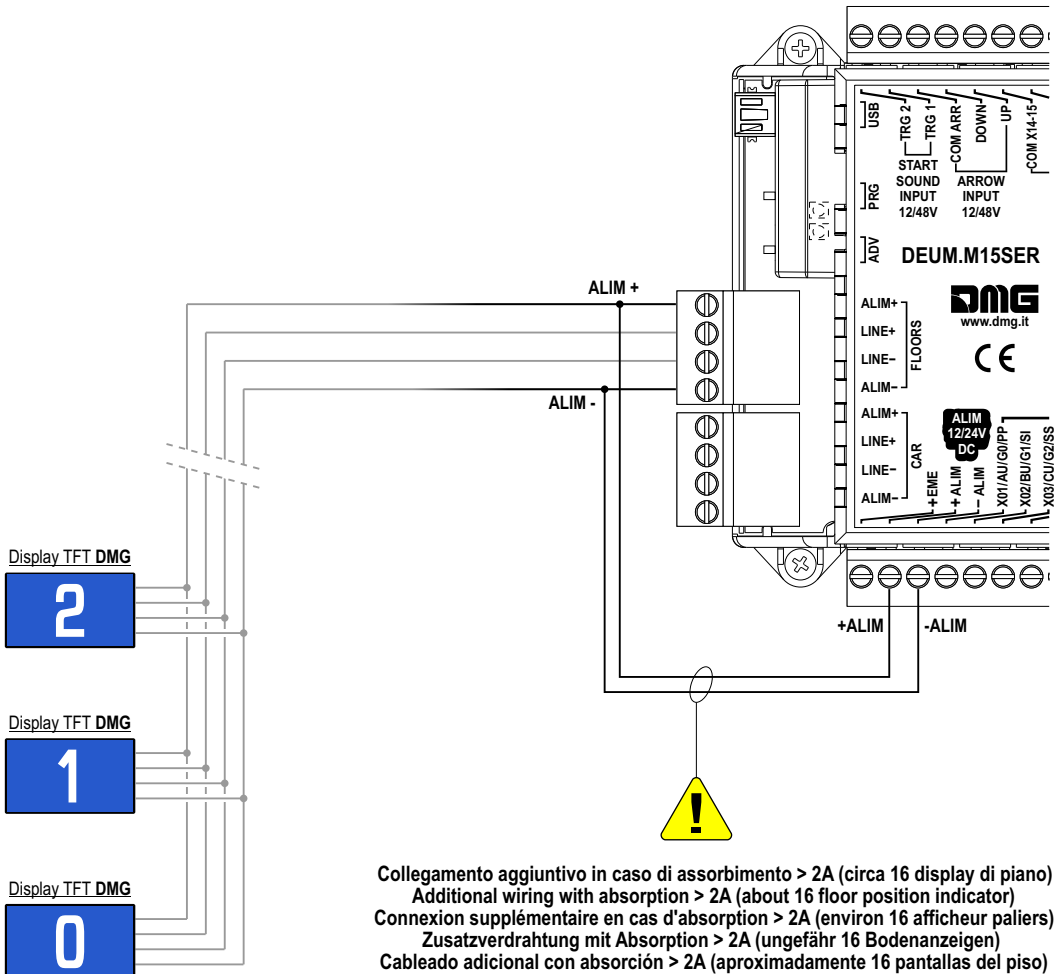 USB
PRG
ADV
TRG 2
TRG 1
START
SOUND
INPUT
12/48V
COM ARR
DOWN
UP
ARROW
INPUT
12/48V
COM X14-15
DEUM.M15SER
DMG
www.dmg.it
CE
ALIM+
LINE+
LINE-
ALIM-
FLOORS
ALIM+
LINE+
LINE-
ALIM-
CAR
ALIM
12/24V
DC
+EME
+ALIM
-ALIM
X01/AU/G0/PP
X02/BU/G1/SI
X03/CU/G2/SS
ALIM +
ALIM -
+ALIM
-ALIM
Display TFT DMG
2
Display TFT DMG
1
Display TFT DMG
0
!
Collegamento aggiuntivo in caso di assorbimento > 2A (circa 16 display di piano)
Additional wiring with absorption > 2A (about 16 floor position indicator)
Connexion supplémentaire en cas d'absorption > 2A (environ 16 afficheur paliers)
Zusatzverdrahtung mit Absorption > 2A (ungefähr 16 Bodenanzeigen)
Cableado adicional con absorción > 2A (aproximadamente 16 pantallas del piso)